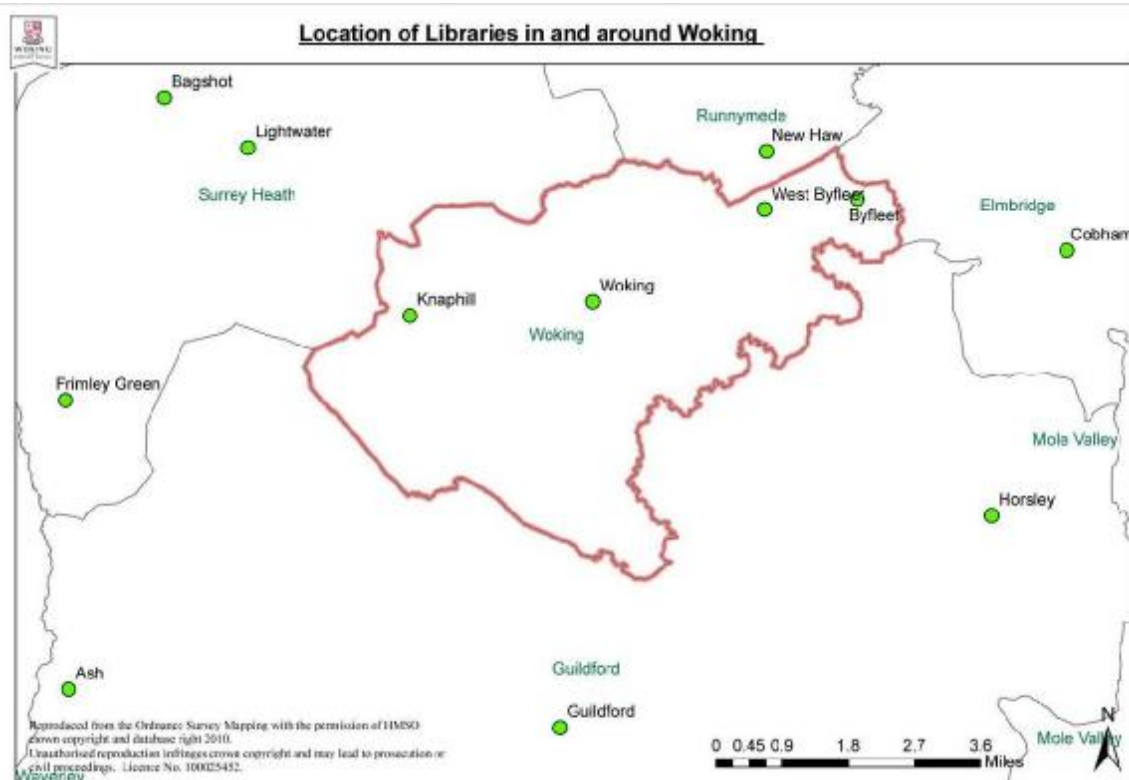 WOKING
Location of Libraries in and around Woking
Bagshot
Lightwater
Surrey Heath
Runnymede
New Haw
West Byfleet
Byfleet
Elmbridge
Cobham
Knaphill
Woking
Woking
Frimley Green
Mole Valley
Horsley
Ash
Guildford
Guildford
Reproduced from the Ordnance Survey Mapping with the permission of HMSO
crown copyright and database right 2010.
Unauthorised reproduction infringes crown copyright and may lead to prosecution or
civil proceedings. Licence No. 100025452.
Waverley
0 0.45 0.9 1.8 2.7 3.6
Miles
N
Mole Valley